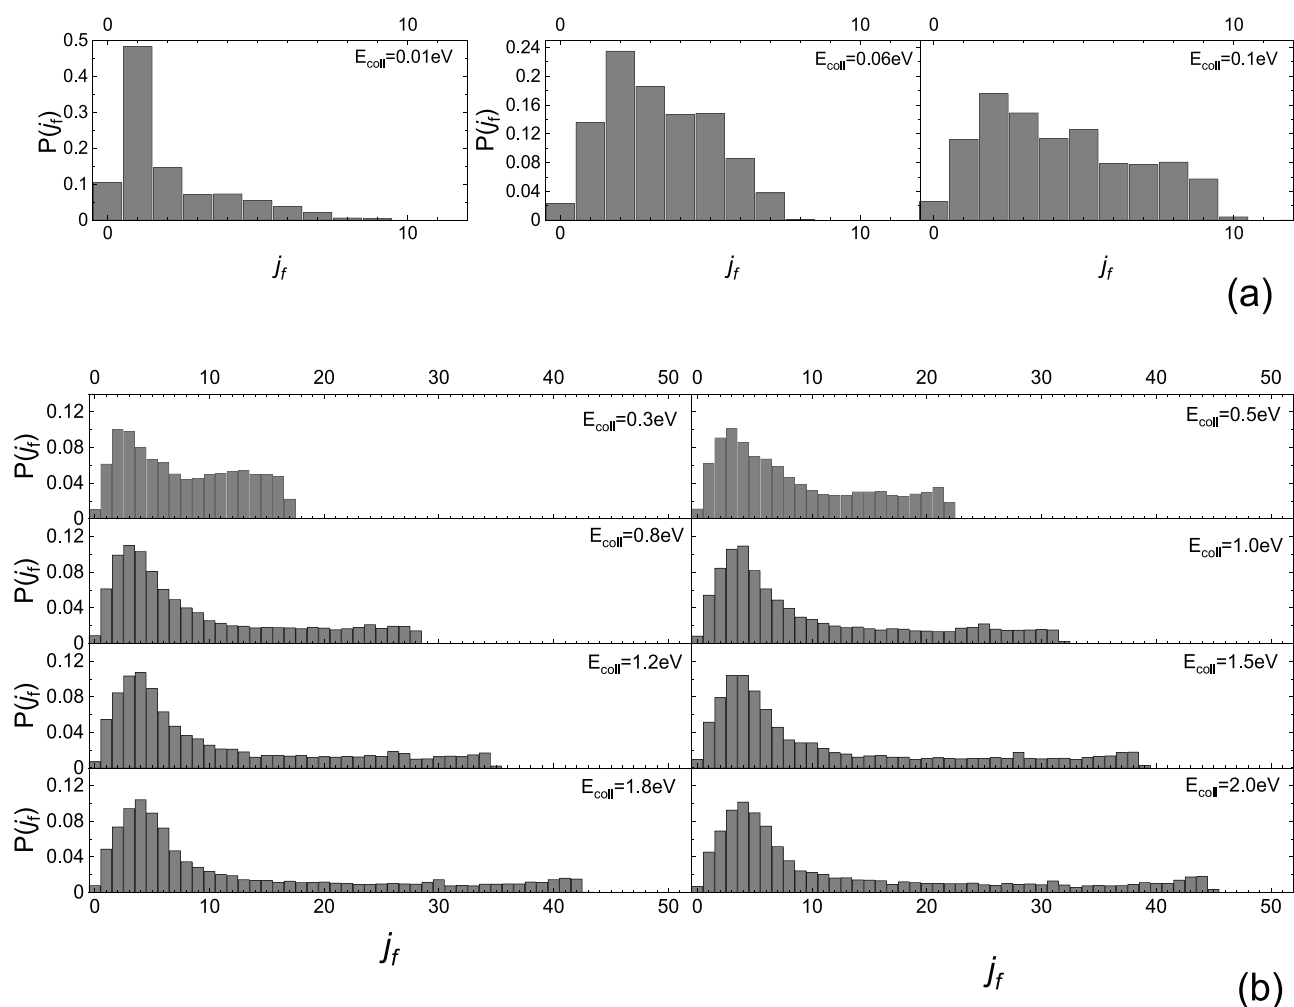 0 10 0 10 0 10
0.5 E_coll=0.01eV 0.24 E_coll=0.06eV E_coll=0.1eV
0.4 0.2
0.3 0.16
P(j_f) P(j_f) 0.12
0.2 0.08
0.1 0.04
0 0
0 10 0 10 0 10
j_f j_f j_f
(a)
0 10 20 30 40 50 0 10 20 30 40 50
0.12 E_coll=0.3eV E_coll=0.5eV
P(j_f) 0.08
0.04
0
0.12 E_coll=0.8eV E_coll=1.0eV
P(j_f) 0.08
0.04
0
0.12 E_coll=1.2eV E_coll=1.5eV
P(j_f) 0.08
0.04
0
0.12 E_coll=1.8eV E_coll=2.0eV
P(j_f) 0.08
0.04
0
0 10 20 30 40 50 0 10 20 30 40 50
j_f j_f
(b)